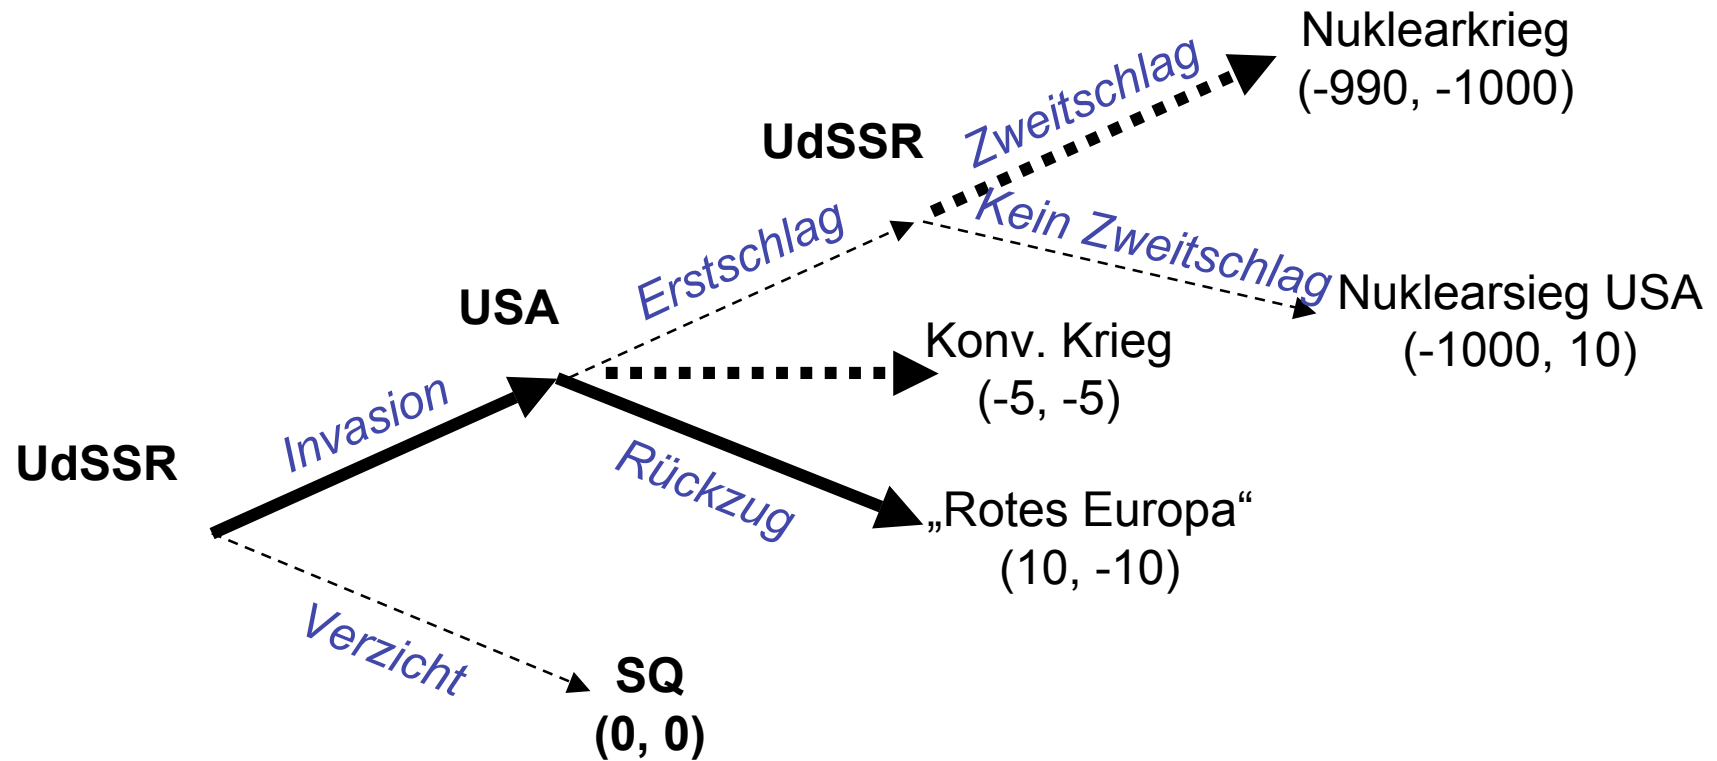 Nuklearkrieg
(-990, -1000)
Zweitschlag
UdSSR
Kein Zweitschlag
Erstschlag
Nuklearsieg USA
(-1000, 10)
USA
Konv. Krieg
(-5, -5)
Invasion
UdSSR
Rückzug
„Rotes Europa“
(10, -10)
Verzicht
SQ
(0, 0)